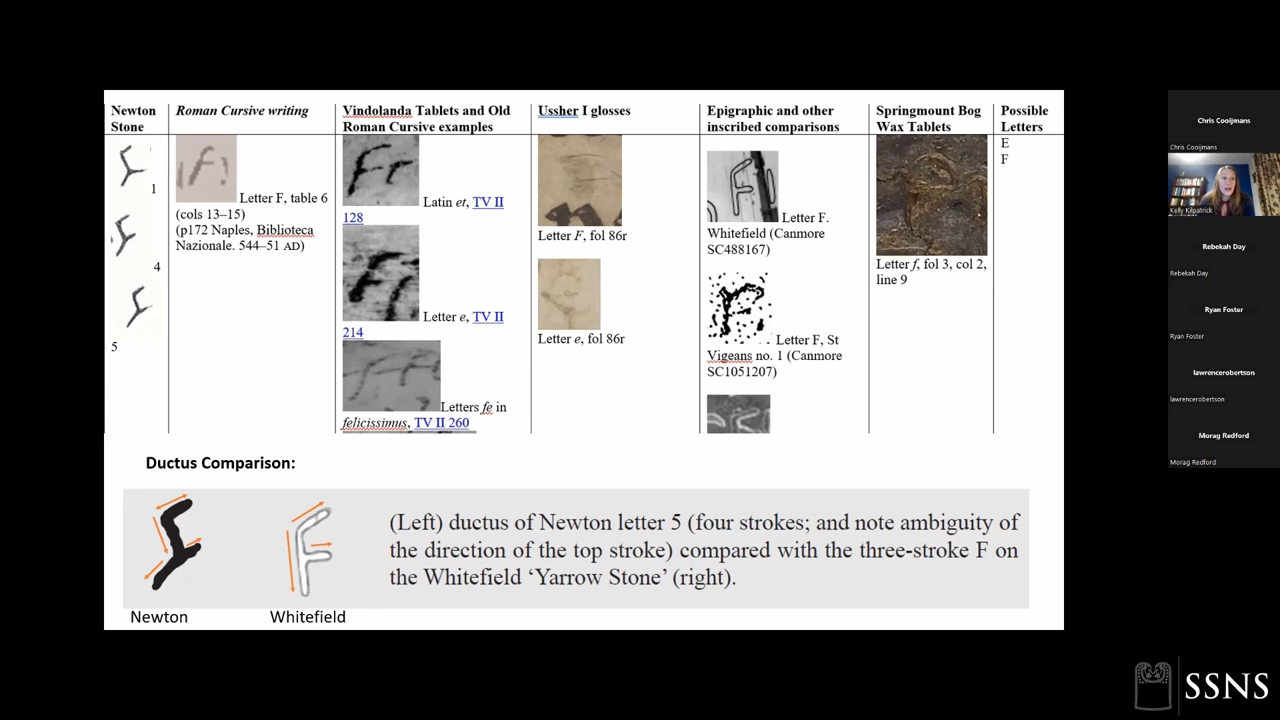 Newton Stone
1
4
5
Roman Cursive writing
Letter F, table 6
(cols 13–15)
(p172 Naples, Biblioteca
Nazionale. 544–51 AD)
Vindolanda Tablets and Old
Roman Cursive examples
Latin et, TV II
128
Letter e, TV II
214
Letters fe in
felicissimus, TV II 260
Ussher I glosses
Letter F, fol 86r
Letter e, fol 86r
Epigraphic and other
inscribed comparisons
Letter F.
Whitefield (Canmore
SC488167)
Letter F, St
Vigeans no. 1 (Canmore
SC1051207)
Springmount Bog
Wax Tablets
Letter f, fol 3, col 2,
line 9
Possible
Letters
E
F
Ductus Comparison:
Newton
Whitefield
(Left) ductus of Newton letter 5 (four strokes; and note ambiguity of
the direction of the top stroke) compared with the three-stroke F on
the Whitefield ‘Yarrow Stone’ (right).
Chris Cooijmans
Chris Cooijmans
Kelly Kilpatrick
Rebekah Day
Rebekah Day
Ryan Foster
Ryan Foster
lawrencerobertson
lawrencerobertson
Morag Redford
Morag Redford
SSNS